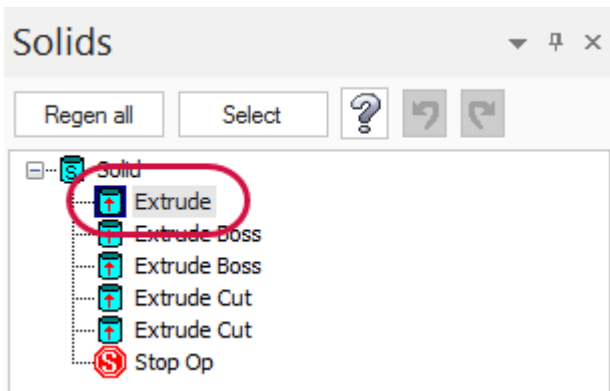 Solids
Regen all Select
Solid
Extrude
Extrude Boss
Extrude Boss
Extrude Cut
Extrude Cut
Stop Op